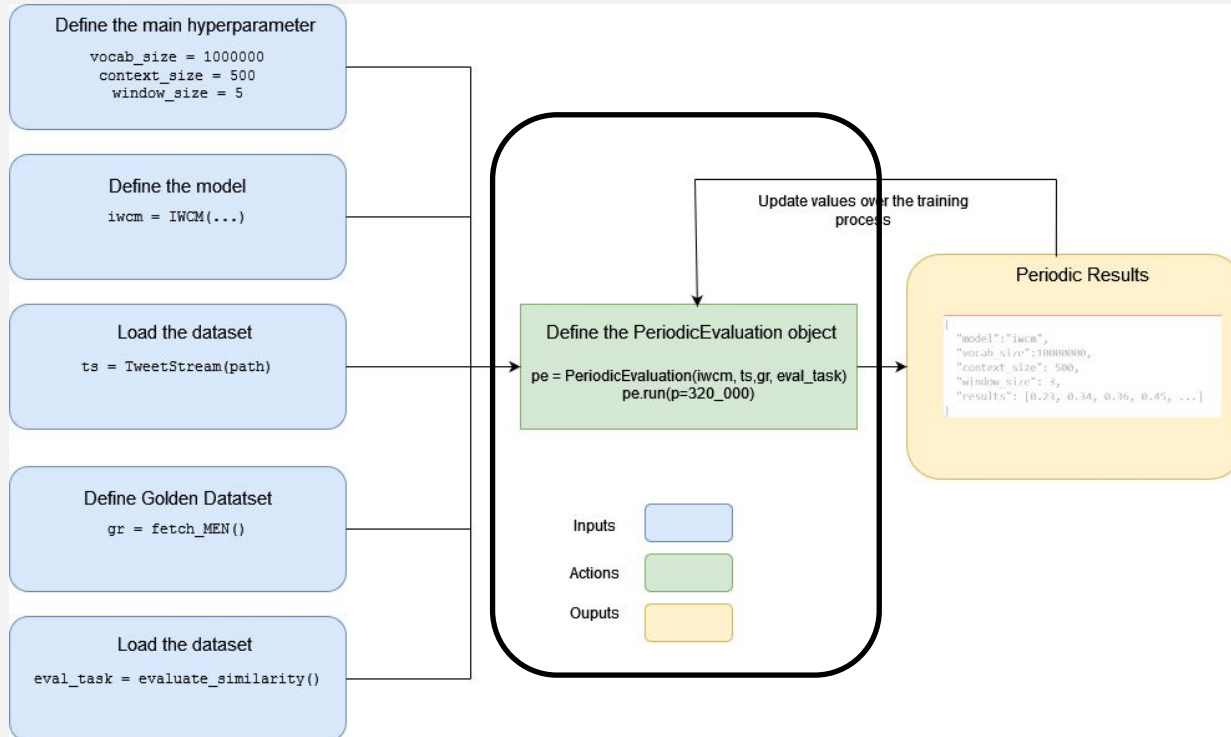 Define the main hyperparameter
vocab_size = 1000000
context_size = 500
window_size = 5
Define the model
iwcm = IWCM(...)
Load the dataset
ts = TweetStream(path)
Define Golden Datatset
gr = fetch_MEN()
Load the dataset
eval_task = evaluate_similarity()
Update values over the training
process
Define the PeriodicEvaluation object
pe = PeriodicEvaluation(iwcm, ts,gr, eval_task)
pe.run(p=320_000)
Inputs
Actions
Ouputs
Periodic Results
{
"model":"iwcm",
"vocab_size":10000000,
"context_size": 500,
"window_size": 3,
"results": [0.23, 0.34, 0.36, 0.45, ...]
}